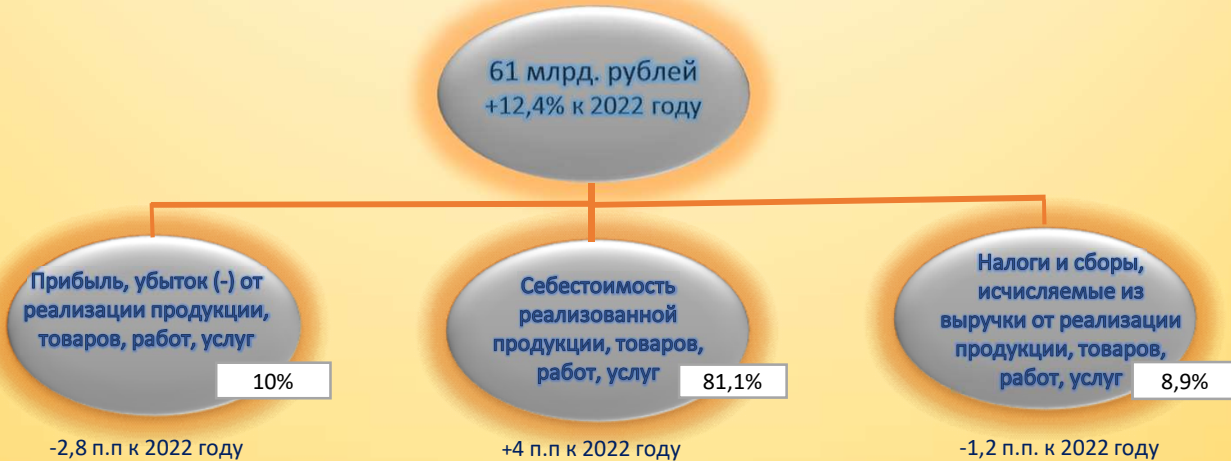 61 млрд. рублей
+12,4% к 2022 году
Прибыль, убыток (-) от
реализации продукции,
товаров, работ, услуг
10%
-2,8 п.п к 2022 году
Себестоимость
реализованной
продукции, товаров,
работ, услуг
81,1%
+4 п.п к 2022 году
Налоги и сборы,
исчисляемые из
выручки от реализации
продукции, товаров,
работ, услуг
8,9%
-1,2 п.п. к 2022 году